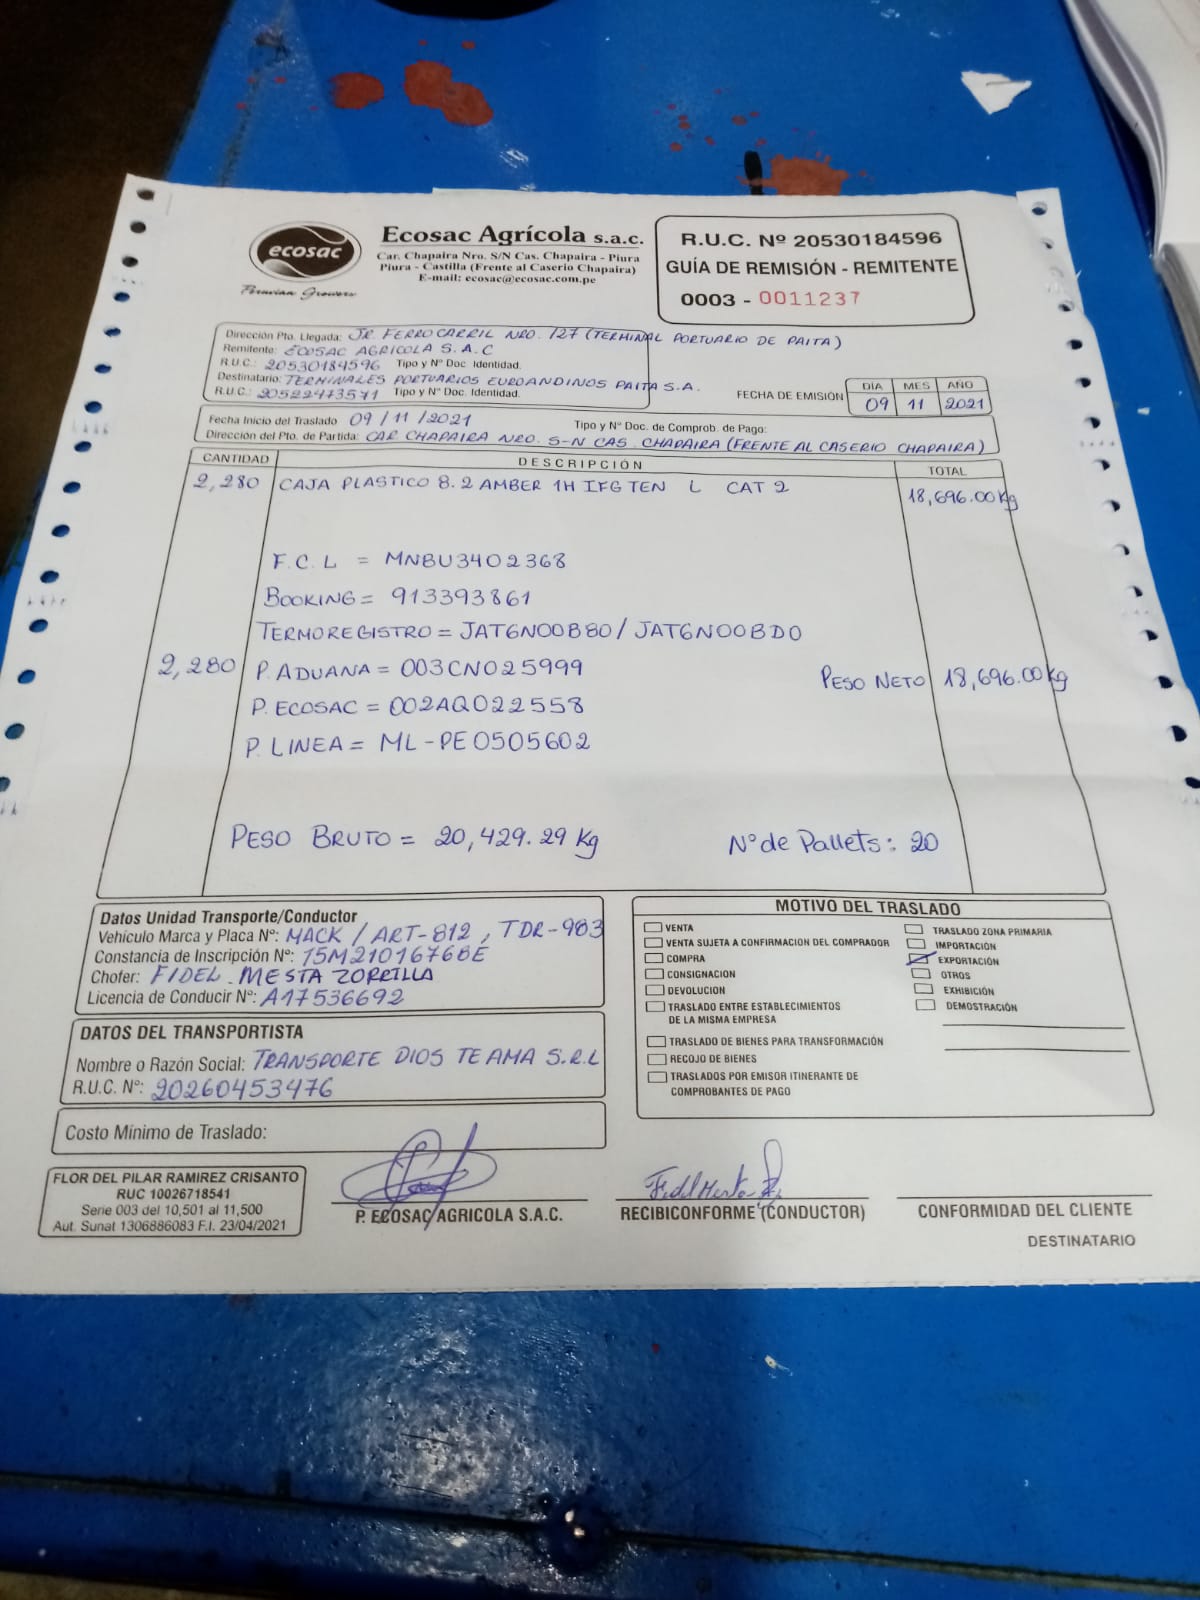 ecosac
Peruvian Growers
Ecosac Agrícola s.a.c.
Car. Chapaira Nro. S/N Cas. Chapaira - Piura
Piura - Castilla (Frente al Caserio Chapaira)
E-mail: ecosac@ecosac.com.pe
R.U.C. Nº 20530184596
GUÍA DE REMISIÓN - REMITENTE
0003 - 0011237
Dirección Pto. Llegada: JR. FERROCARRIL NRO. 127 (TERMINAL PORTUARIO DE PAITA)
Remitente: ECOSAC AGRICOLA S.A.C
R.U.C.: 20530184596 Tipo y Nº Doc. Identidad.
Destinatario: TERMINALES PORTUARIOS EUROANDINOS PAITA S.A.
R.U.C.: 20522473571 Tipo y Nº Doc. Identidad.
FECHA DE EMISIÓN
DÍA MES AÑO
09 11 2021
Fecha Inicio del Traslado 09/11/2021 Tipo y Nº Doc. de Comprob. de Pago:
Dirección del Pto. de Partida: CAR CHAPAIRA NRO. S-N CAS. CHAPAIRA (FRENTE AL CASERIO CHAPAIRA)
CANTIDAD DESCRIPCIÓN TOTAL
2,280 CAJA PLASTICO 8.2 AMBER 1H IFG TEN L CAT 2 18,696.00 Kg
F.C.L = MNBU3402368
BOOKING = 913393861
TERMOREGISTRO = JAT6N00B80/JAT6N00BD0
2,280 P. ADUANA = 003CN025999 PESO NETO 18,696.00 Kg
P. ECOSAC = 002AQ022558
P. LINEA = ML-PE0505602
PESO BRUTO = 20,429.29 Kg Nº de Pallets: 20
Datos Unidad Transporte/Conductor
Vehículo Marca y Placa Nº: MACK / ART-812, TDR-983
Constancia de Inscripción Nº: 15M21016768E
Chofer: FIDEL MESTA ZORRILLA
Licencia de Conducir Nº: A17536692
DATOS DEL TRANSPORTISTA
Nombre o Razón Social: TRANSPORTE DIOS TE AMA S.R.L
R.U.C. Nº: 20260453476
Costo Mínimo de Traslado:
MOTIVO DEL TRASLADO
VENTA
VENTA SUJETA A CONFIRMACION DEL COMPRADOR
COMPRA
CONSIGNACION
DEVOLUCION
TRASLADO ENTRE ESTABLECIMIENTOS
DE LA MISMA EMPRESA
TRASLADO DE BIENES PARA TRANSFORMACIÓN
RECOJO DE BIENES
TRASLADOS POR EMISOR ITINERANTE DE
COMPROBANTES DE PAGO
TRASLADO ZONA PRIMARIA
IMPORTACIÓN
EXPORTACIÓN
OTROS
EXHIBICIÓN
DEMOSTRACIÓN
FLOR DEL PILAR RAMIREZ CRISANTO
RUC 10026718541
Serie 003 del 10,501 al 11,500
Aut. Sunat 1306886083 F.I. 23/04/2021
P. ECOSAC AGRICOLA S.A.C.
Fidel Mesta Z.
RECIBICONFORME (CONDUCTOR)
CONFORMIDAD DEL CLIENTE
DESTINATARIO